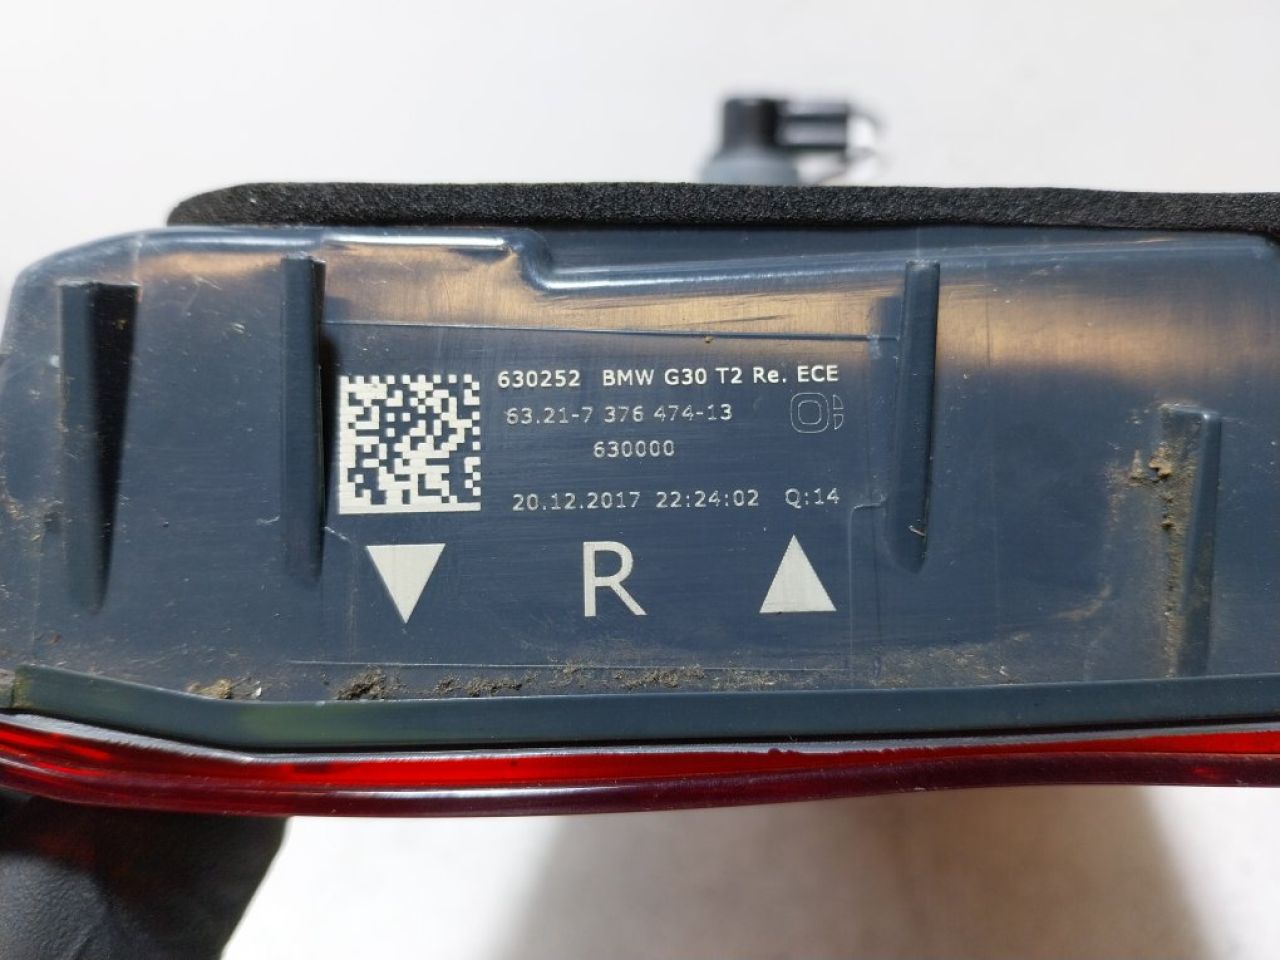 630252 BMW G30 T2 Re. ECE
63.21-7 376 474-13
630000
20.12.2017 22:24:02 Q:14
R